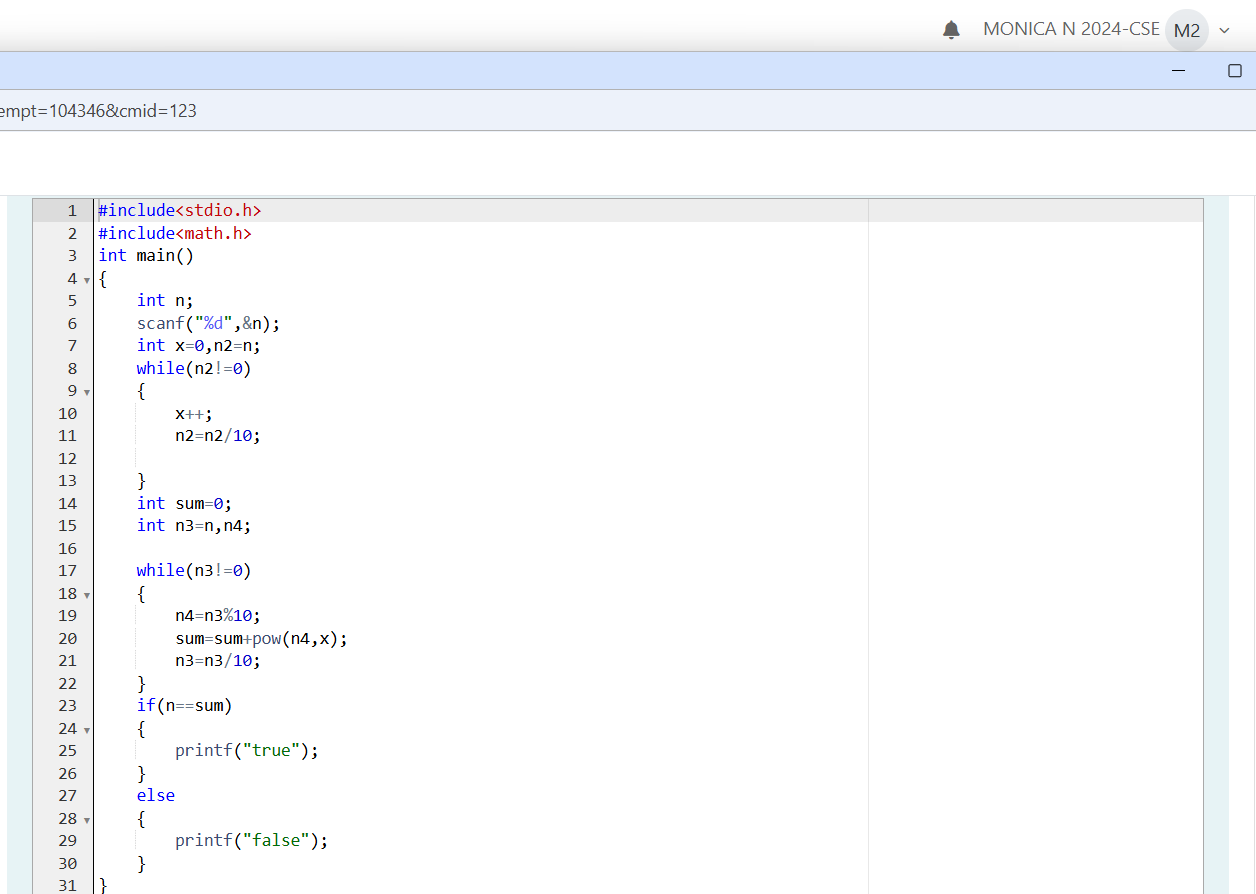 MONICA N 2024-CSE M2
empt=104346&cmid=123
1 #include<stdio.h>
2 #include<math.h>
3 int main()
4 {
5     int n;
6     scanf("%d",&n);
7     int x=0,n2=n;
8     while(n2!=0)
9     {
10         x++;
11         n2=n2/10;
12
13     }
14     int sum=0;
15     int n3=n,n4;
16
17     while(n3!=0)
18     {
19         n4=n3%10;
20         sum=sum+pow(n4,x);
21         n3=n3/10;
22     }
23     if(n==sum)
24     {
25         printf("true");
26     }
27     else
28     {
29         printf("false");
30     }
31 }